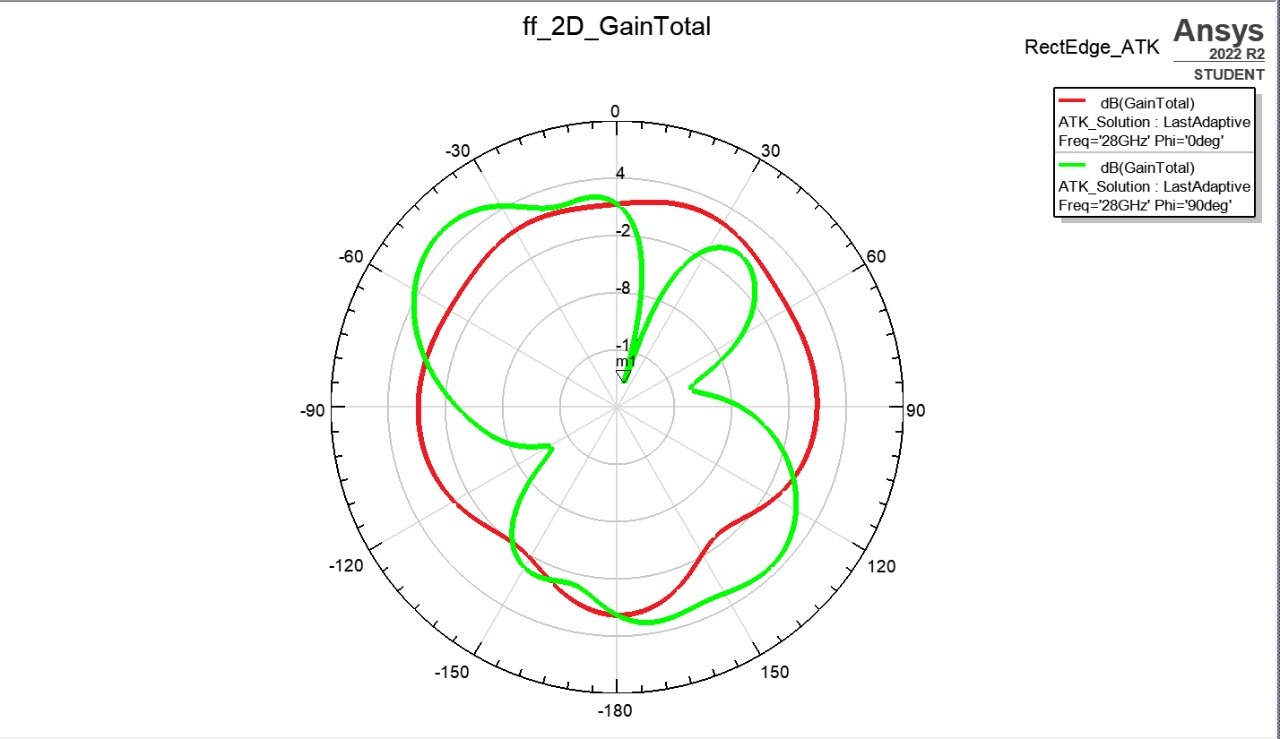 ff_2D_GainTotal
RectEdge_ATK
Ansys
2022 R2
STUDENT
dB(GainTotal)
ATK_Solution : LastAdaptive
Freq='28GHz' Phi='0deg'
dB(GainTotal)
ATK_Solution : LastAdaptive
Freq='28GHz' Phi='90deg'
0
-30
30
4
-60
60
-2
-8
m1
-90
90
-120
120
-150
150
-180